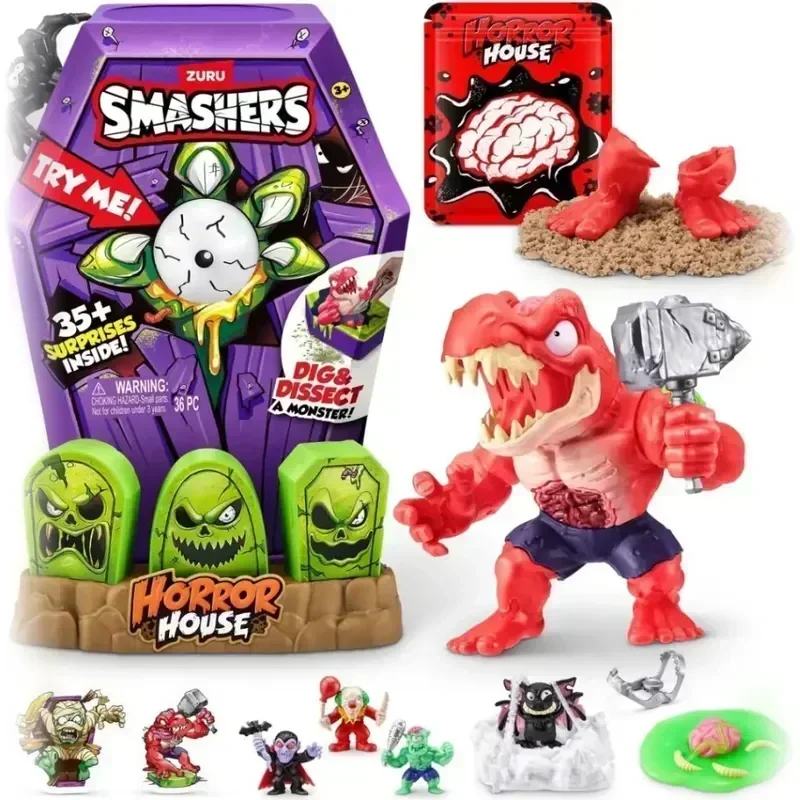 ZURU
SMASHERS
3+
TRY ME!
35+
SURPRISES
INSIDE!
DIG &
DISSECT
A MONSTER!
WARNING:
CHOKING HAZARD-Small parts.
Not for children under 3 years
36 PC
HORROR
HOUSE
HORROR
HOUSE